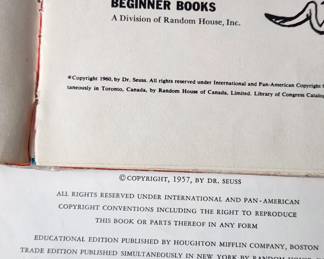 BEGINNER BOOKS
A Division of Random House, Inc.
©Copyright 1960, by Dr. Seuss. All rights reserved under International and Pan-American Copyright
taneously in Toronto, Canada, by Random House of Canada, Limited. Library of Congress Catalog
©COPYRIGHT, 1957, BY DR. SEUSS
ALL RIGHTS RESERVED UNDER INTERNATIONAL AND PAN-AMERICAN
COPYRIGHT CONVENTIONS INCLUDING THE RIGHT TO REPRODUCE
THIS BOOK OR PARTS THEREOF IN ANY FORM
EDUCATIONAL EDITION PUBLISHED BY HOUGHTON MIFFLIN COMPANY, BOSTON
TRADE EDITION PUBLISHED SIMULTANEOUSLY IN NEW YORK BY RANDOM